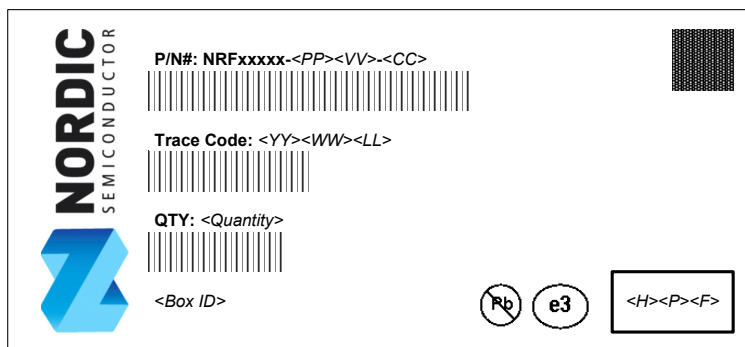 NORDIC
SEMICONDUCTOR
P/N#: NRFxxxxx-<PP><VV>-<CC>
Trace Code: <YY><WW><LL>
QTY: <Quantity>
<Box ID>
Pb
e3
<H><P><F>